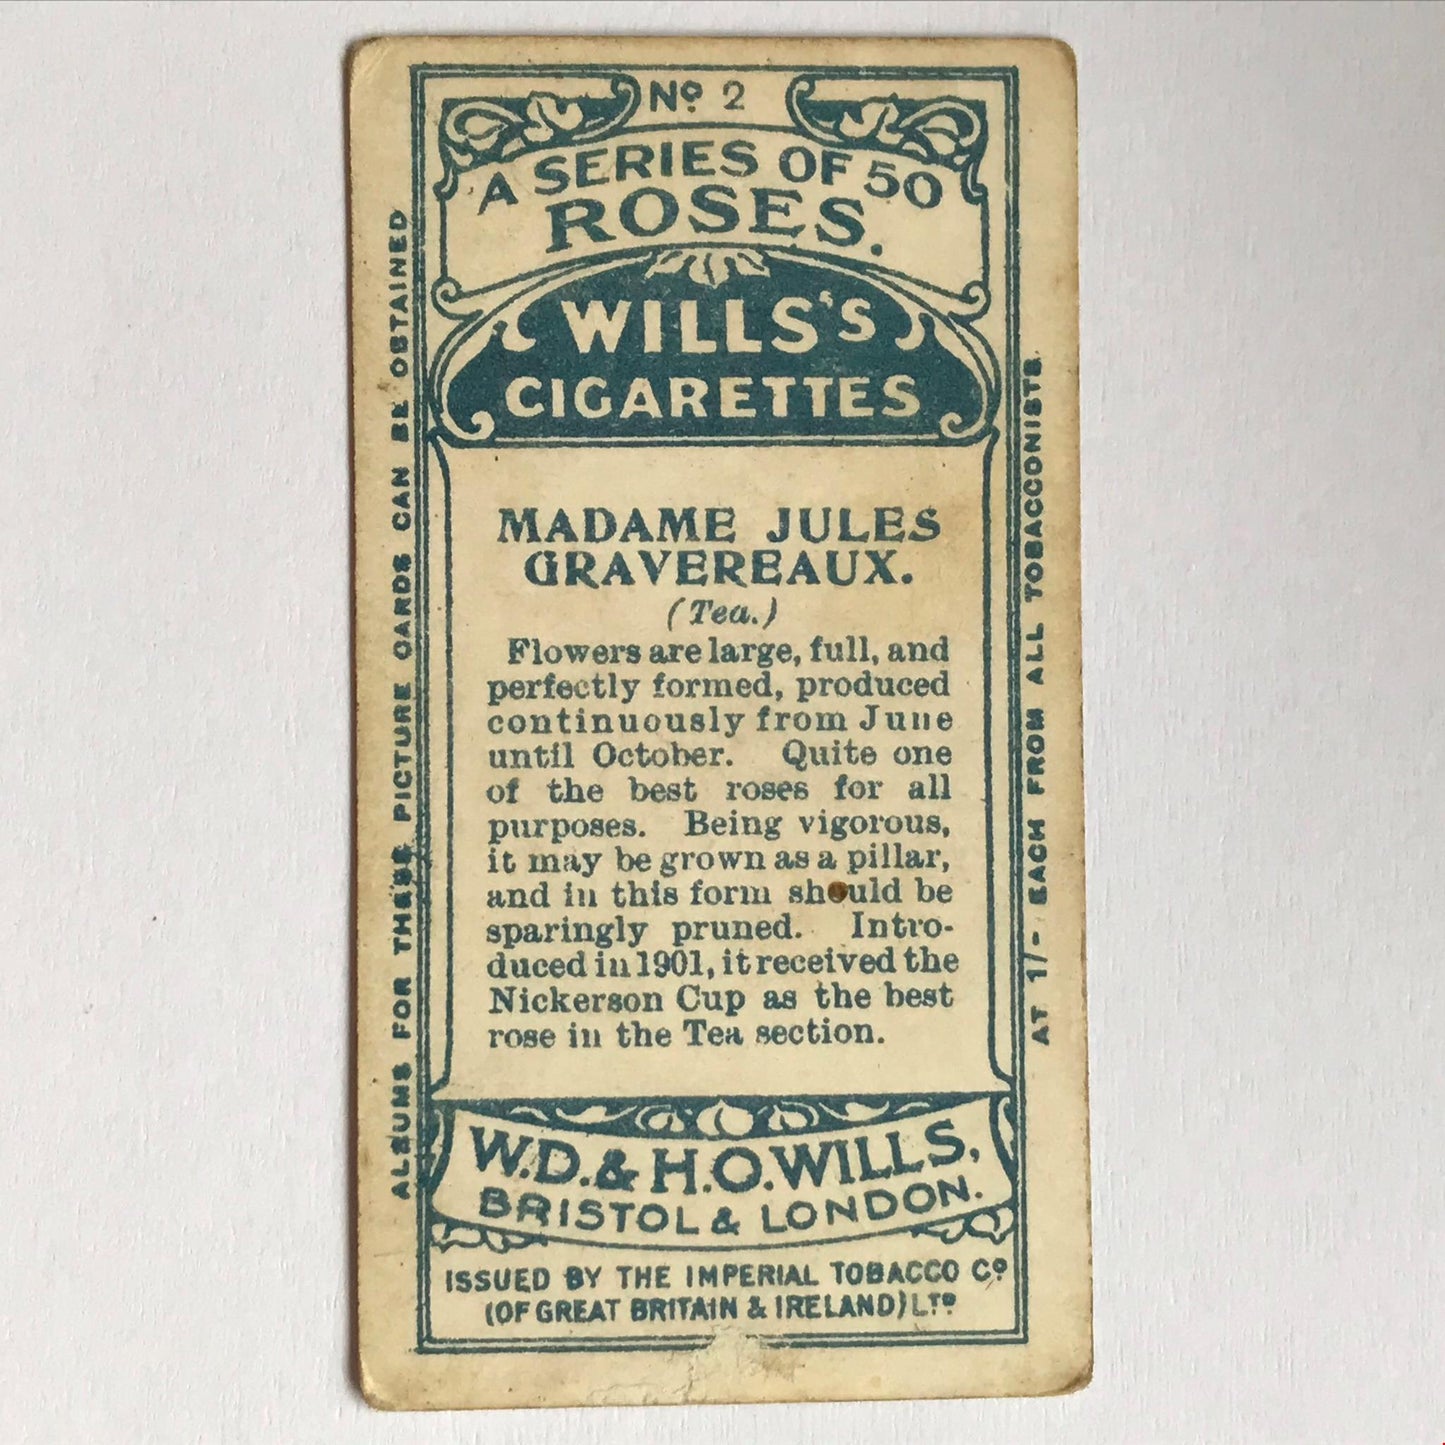 No. 2
A SERIES OF 50
ROSES.
WILLS'S
CIGARETTES
MADAME JULES
GRAVEREAUX.
(Tea.)
Flowers are large, full, and
perfectly formed, produced
continuously from June
until October. Quite one
of the best roses for all
purposes. Being vigorous,
it may be grown as a pillar,
and in this form should be
sparingly pruned. Intro-
duced in 1901, it received the
Nickerson Cup as the best
rose in the Tea section.
W.D. & H.O. WILLS,
BRISTOL & LONDON.
ISSUED BY THE IMPERIAL TOBACCO Co.
(OF GREAT BRITAIN & IRELAND) LTD.
ALBUMS FOR THESE PICTURE CARDS CAN BE OBTAINED
AT 1/- EACH FROM ALL TOBACCONISTS.